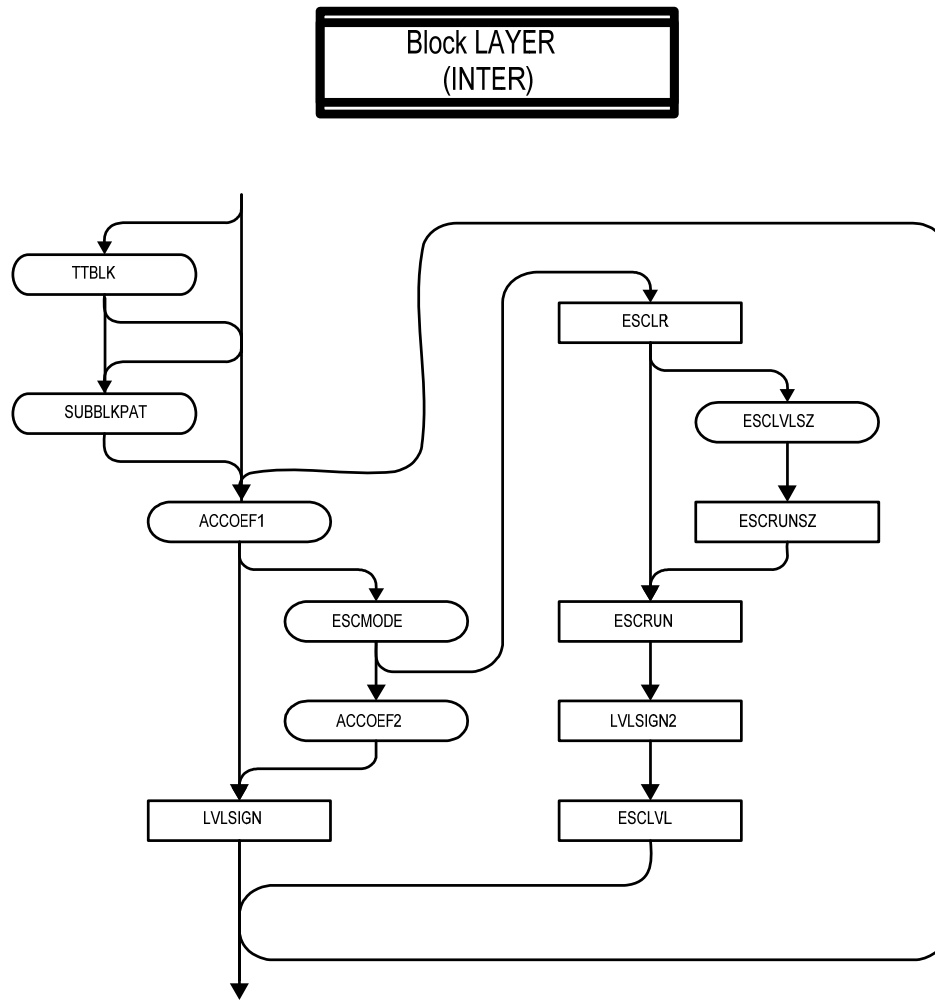 Block LAYER
(INTER)
TTBLK
SUBBLKPAT
ACCOEF1
ESCMODE
ACCOEF2
LVLSIGN
ESCLR
ESCLVLSZ
ESCRUNSZ
ESCRUN
LVLSIGN2
ESCLVL